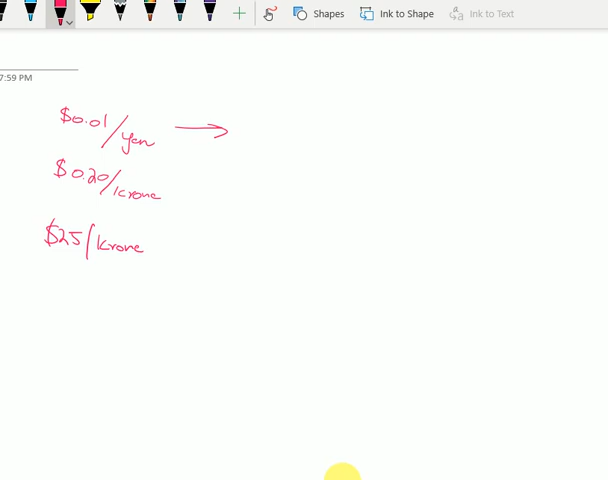 Shapes
Ink to Shape
Ink to Text
7:59 PM
$0.01/yen
$0.20/krone
$25/krone